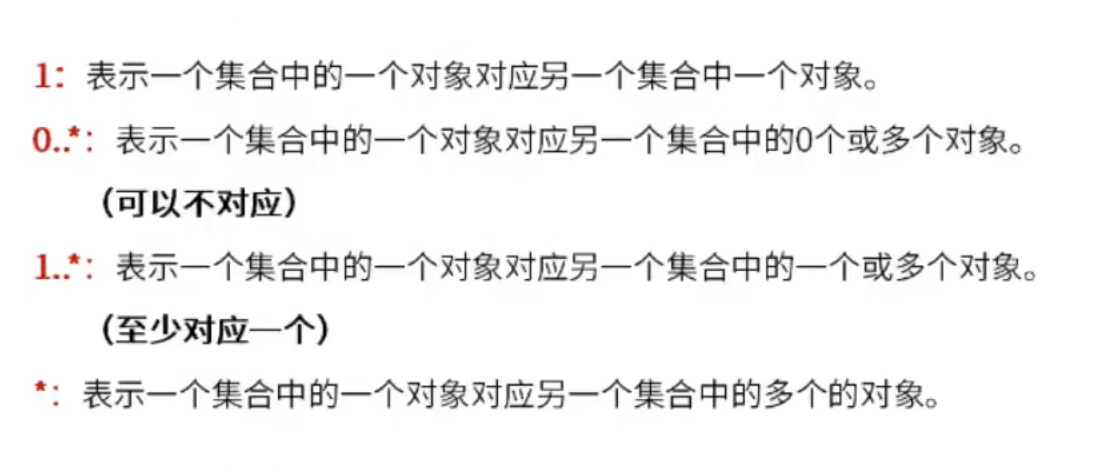 1：表示一个集合中的一个对象对应另一个集合中一个对象。
0..*：表示一个集合中的一个对象对应另一个集合中的0个或多个对象。
（可以不对应）
1..*：表示一个集合中的一个对象对应另一个集合中的一个或多个对象。
（至少对应一个）
*：表示一个集合中的一个对象对应另一个集合中的多个的对象。